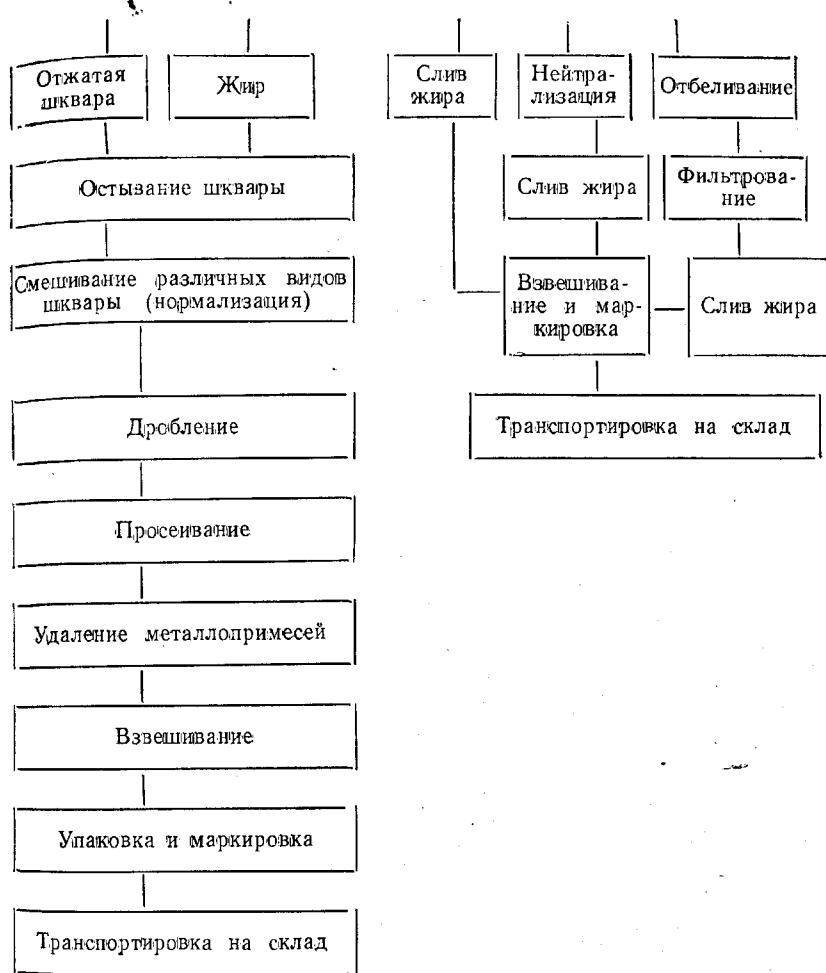 Отжатая
шквара
Жир
Слив
жира
Нейтра-
лизация
Отбеливание
Остывание шквары
Слив жира
Фильтрова-
ние
Смешивание различных видов
шквары (нормализация)
Взвешива-
ние и мар-
кировка
Слив жира
Дробление
Транспортировка на склад
Просеивание
Удаление металлопримесей
Взвешивание
Упаковка и маркировка
Транспортировка на склад